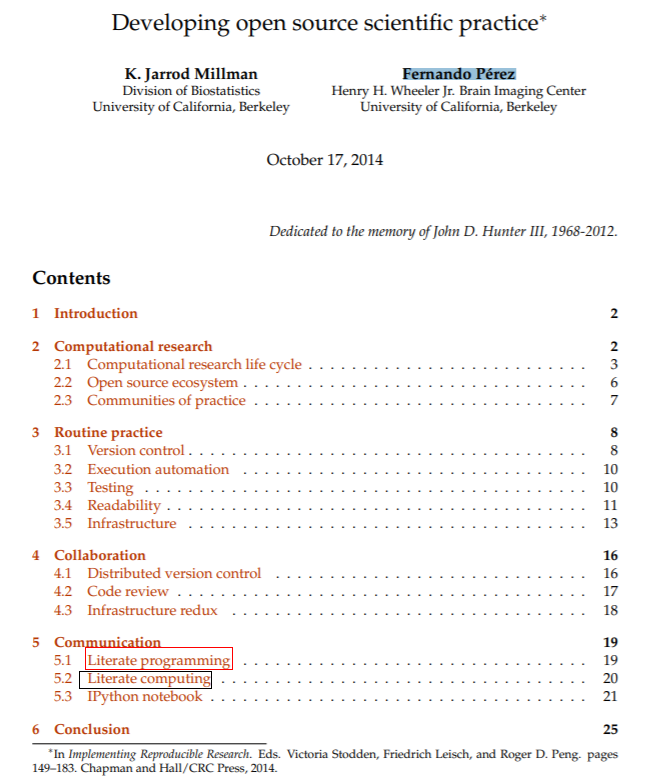 Developing open source scientific practice*
K. Jarrod Millman
Division of Biostatistics
University of California, Berkeley
Fernando Pérez
Henry H. Wheeler Jr. Brain Imaging Center
University of California, Berkeley
October 17, 2014
Dedicated to the memory of John D. Hunter III, 1968-2012.
Contents
1 Introduction 2
2 Computational research 2
2.1 Computational research life cycle . . . . . . . . . . . . . . . . . . . . . 3
2.2 Open source ecosystem . . . . . . . . . . . . . . . . . . . . . . . . . . 6
2.3 Communities of practice . . . . . . . . . . . . . . . . . . . . . . . . . 7
3 Routine practice 8
3.1 Version control . . . . . . . . . . . . . . . . . . . . . . . . . . . . . . 8
3.2 Execution automation . . . . . . . . . . . . . . . . . . . . . . . . . . 10
3.3 Testing . . . . . . . . . . . . . . . . . . . . . . . . . . . . . . . . . 10
3.4 Readability . . . . . . . . . . . . . . . . . . . . . . . . . . . . . . . . 11
3.5 Infrastructure . . . . . . . . . . . . . . . . . . . . . . . . . . . . . . 13
4 Collaboration 16
4.1 Distributed version control . . . . . . . . . . . . . . . . . . . . . . . 16
4.2 Code review . . . . . . . . . . . . . . . . . . . . . . . . . . . . . . . 17
4.3 Infrastructure redux . . . . . . . . . . . . . . . . . . . . . . . . . . . 18
5 Communication 19
5.1 Literate programming . . . . . . . . . . . . . . . . . . . . . . . . . . 19
5.2 Literate computing . . . . . . . . . . . . . . . . . . . . . . . . . . . . 20
5.3 IPython notebook . . . . . . . . . . . . . . . . . . . . . . . . . . . . 21
6 Conclusion 25
*In Implementing Reproducible Research. Eds. Victoria Stodden, Friedrich Leisch, and Roger D. Peng. pages
149–183. Chapman and Hall/CRC Press, 2014.